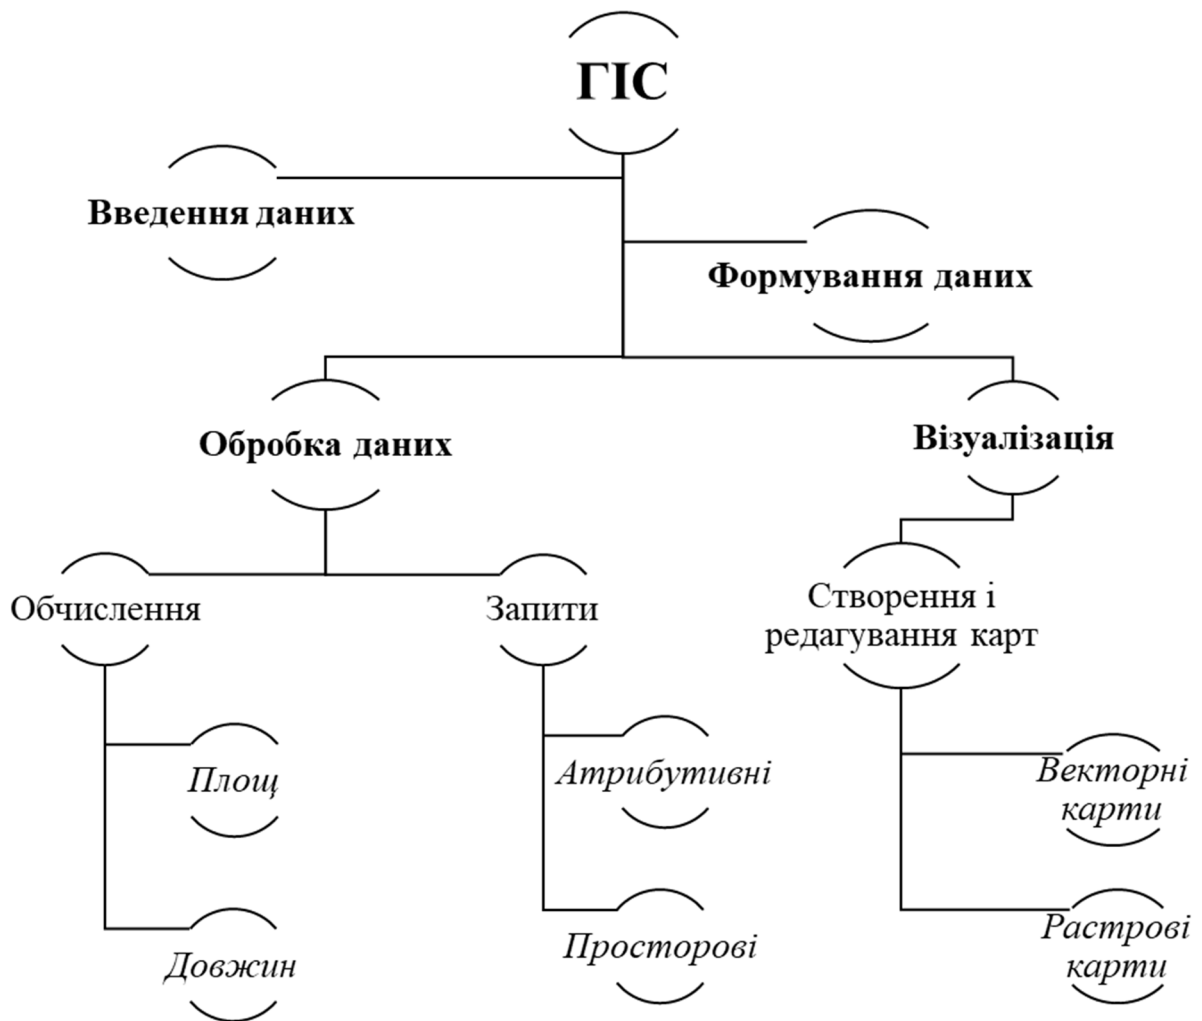 ГІС
Введення даних
Формування даних
Обробка даних
Візуалізація
Обчислення
Запити
Створення і
редагування карт
Площ
Атрибутивні
Векторні
карти
Довжин
Просторові
Растрові
карти